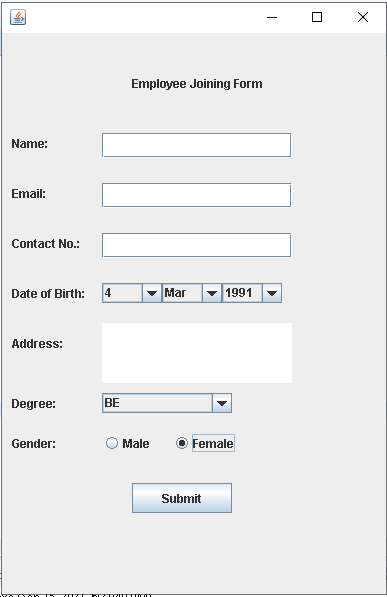 Employee Joining Form
Name:
Email:
Contact No.:
Date of Birth: 4 Mar 1991
Address:
Degree: BE
Gender: Male Female
Submit